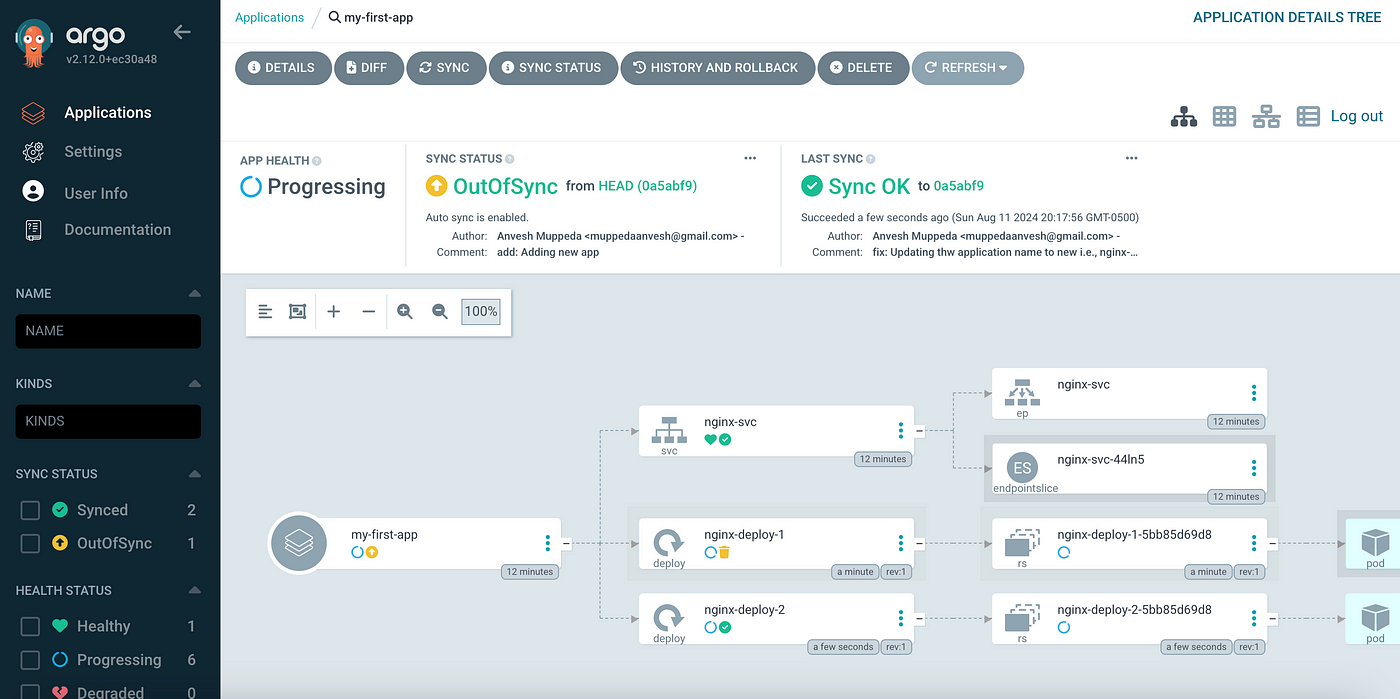 argo
v2.12.0+ec30a48
Applications
Settings
User Info
Documentation
NAME
NAME
KINDS
KINDS
SYNC STATUS
Synced 2
OutOfSync 1
HEALTH STATUS
Healthy 1
Progressing 6
Degraded 0
Applications / my-first-app
APPLICATION DETAILS TREE
DETAILS DIFF SYNC SYNC STATUS HISTORY AND ROLLBACK DELETE REFRESH
Log out
APP HEALTH
Progressing
SYNC STATUS
OutOfSync from HEAD (0a5abf9)
Auto sync is enabled.
Author: Anvesh Muppeda <muppedaanvesh@gmail.com> -
Comment: add: Adding new app
LAST SYNC
Sync OK to 0a5abf9
Succeeded a few seconds ago (Sun Aug 11 2024 20:17:56 GMT-0500)
Author: Anvesh Muppeda <muppedaanvesh@gmail.com> -
Comment: fix: Updating thw application name to new i.e., nginx-...
100%
my-first-app
12 minutes
nginx-svc
svc
12 minutes
nginx-svc
ep
12 minutes
ES
nginx-svc-44ln5
endpointslice
12 minutes
nginx-deploy-1
deploy
a minute rev:1
nginx-deploy-1-5bb85d69d8
rs
a minute rev:1
pod
nginx-deploy-2
deploy
a few seconds rev:1
nginx-deploy-2-5bb85d69d8
rs
a few seconds rev:1
pod